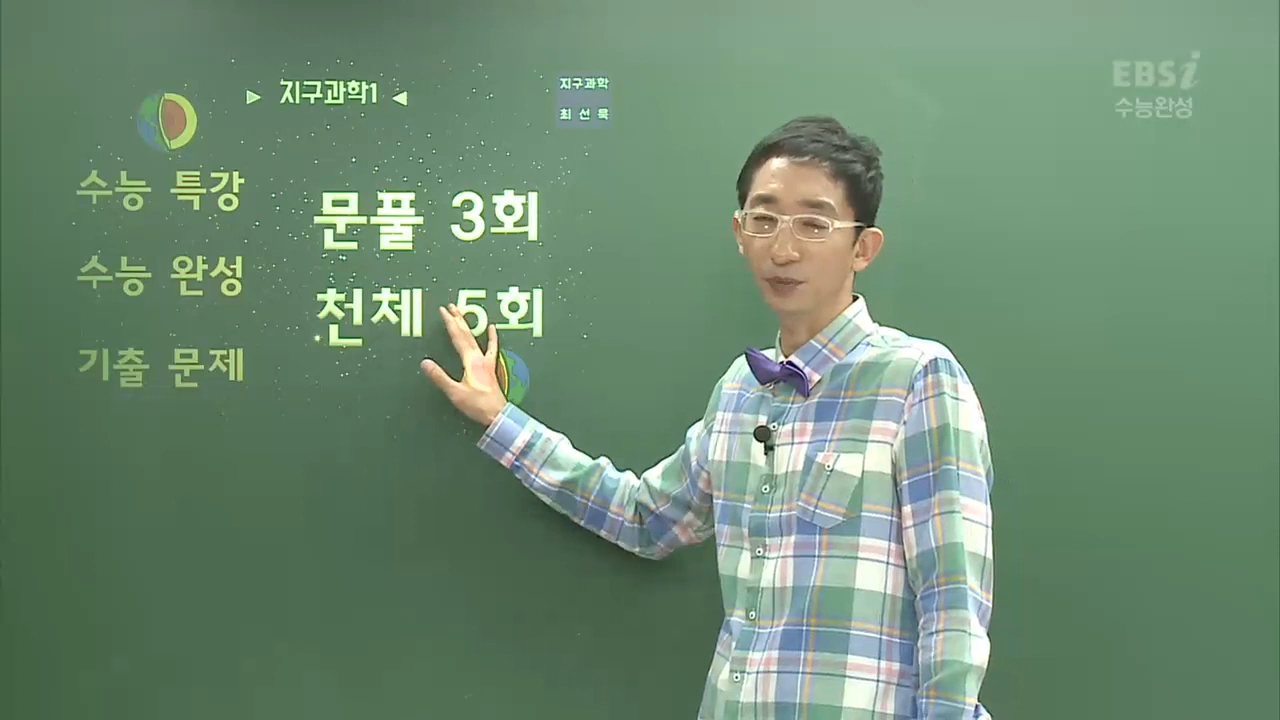 지구과학1
지구과학
최선묵
EBSi
수능완성
수능 특강
수능 완성
기출 문제
문풀 3회
천체 5회